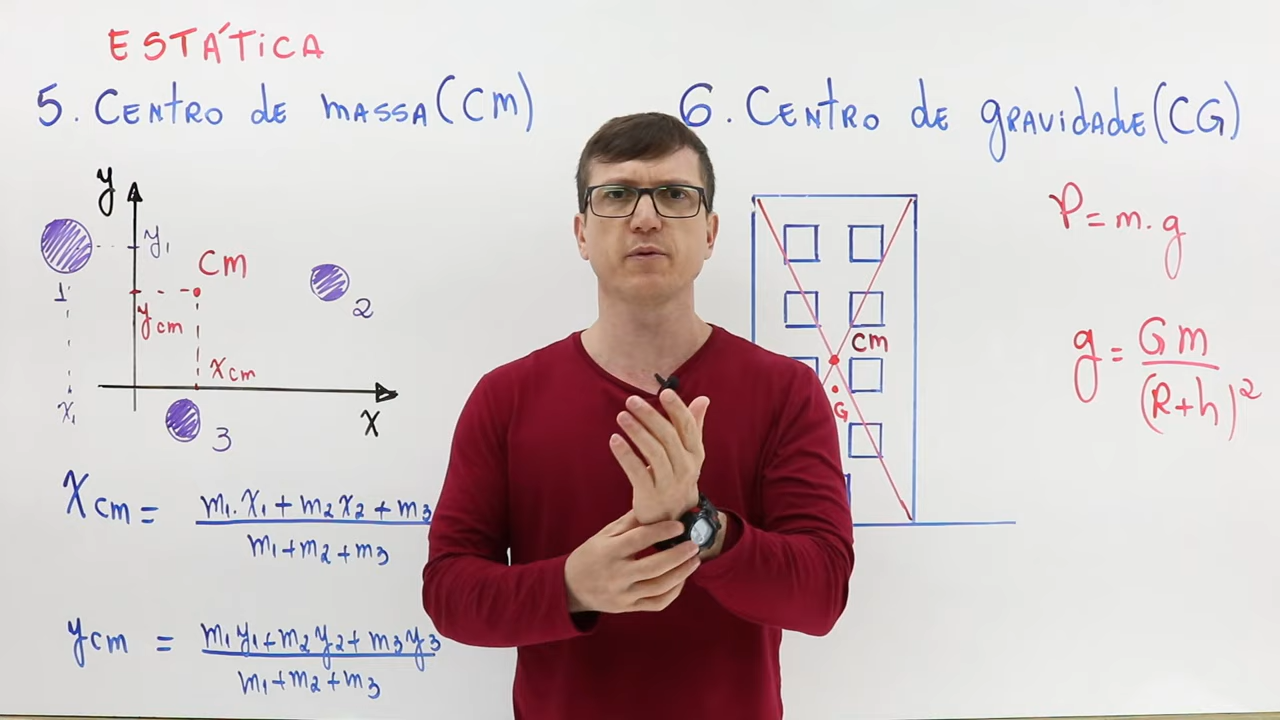 ESTÁTICA
5. CENTRO DE MASSA (CM)
y
1
y₁
CM
2
ycm
xcm
x₁
x
3
Xcm = m₁.x₁ + m₂x₂ + m₃
m₁ + m₂ + m₃
ycm = m₁y₁ + m₂y₂ + m₃y₃
m₁ + m₂ + m₃
6. CENTRO DE GRAVIDADE (CG)
CM
G
P = m.g
g = GM
(R+h)²